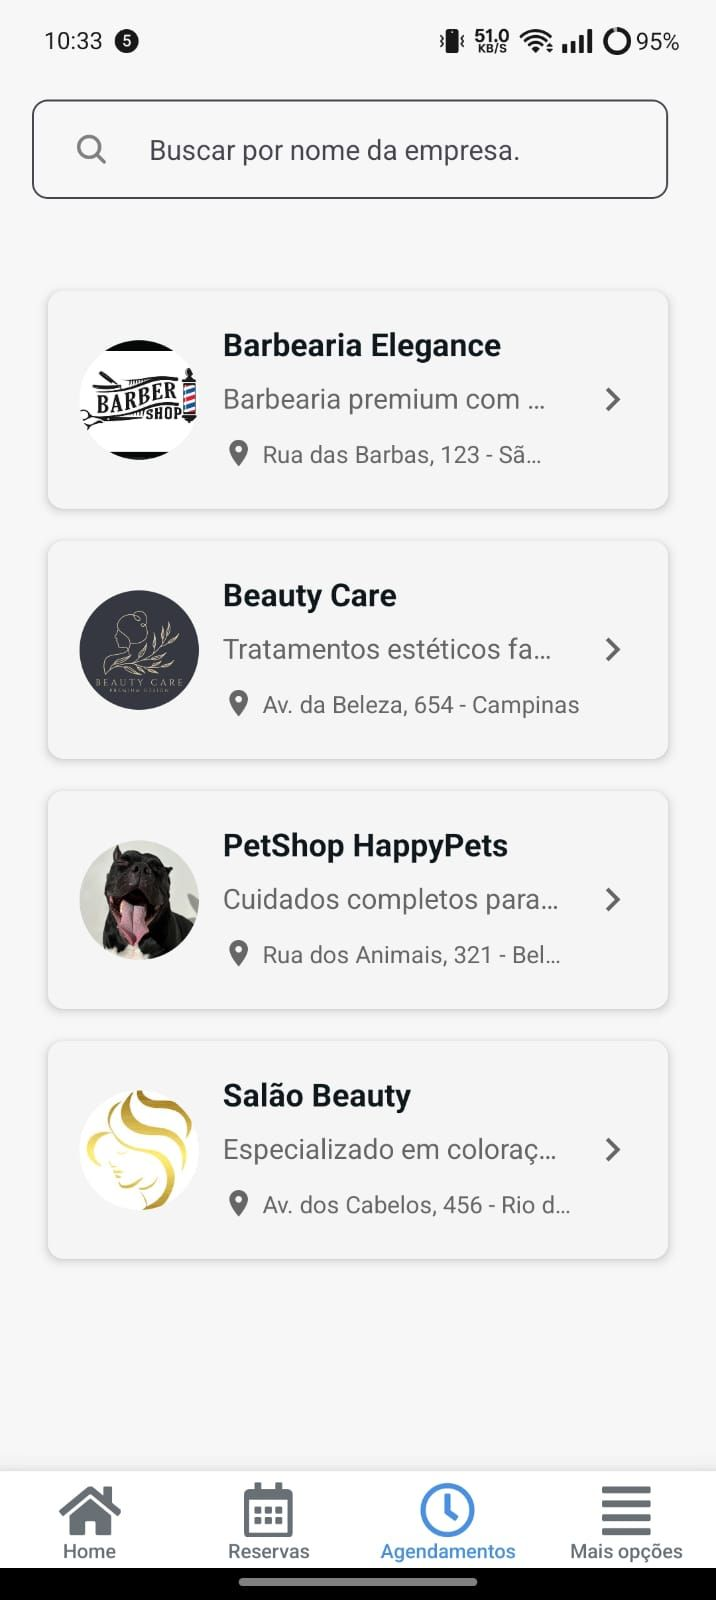 10:33 5 51.0 KB/S 95%
Buscar por nome da empresa.
BARBER
SHOP
Barbearia Elegance
Barbearia premium com ...
Rua das Barbas, 123 - Sã...
BEAUTY CARE
PREMIUM DESIGN
Beauty Care
Tratamentos estéticos fa...
Av. da Beleza, 654 - Campinas
PetShop HappyPets
Cuidados completos para...
Rua dos Animais, 321 - Bel...
Salão Beauty
Especializado em coloraç...
Av. dos Cabelos, 456 - Rio d...
Home Reservas Agendamentos Mais opções